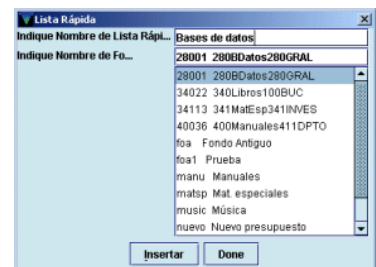 Lista Rápida
Indique Nombre de Lista Rápi... Bases de datos
Indique Nombre de Fo... 28001 280BDatos280GRAL
28001 280BDatos280GRAL
34022 340Libros100BUC
34113 341MatEsp341INVES
40036 400Manuales411DPTO
foa Fondo Antiguo
foa1 Prueba
manu Manuales
matsp Mat. especiales
music Música
nuevo Nuevo presupuesto
Insertar Done